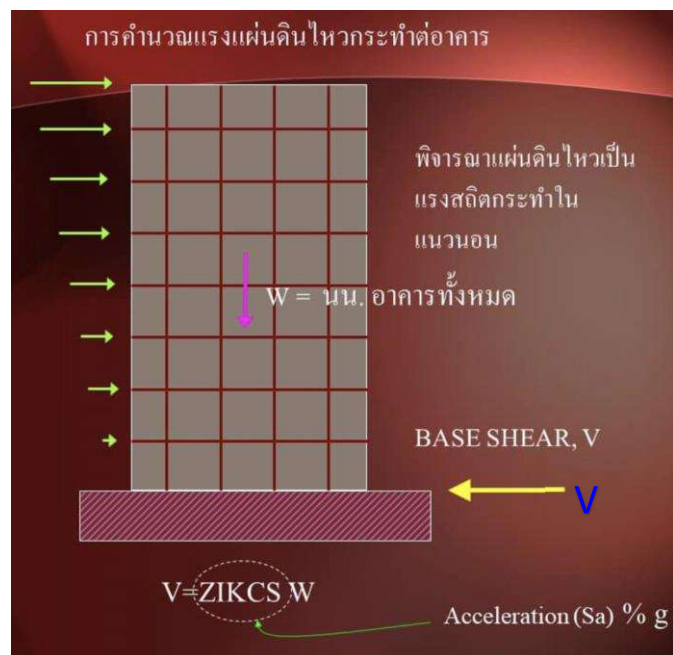 การคำนวณแรงแผ่นดินไหวกระทำต่ออาคาร
พิจารณาแผ่นดินไหวเป็น
แรงสถิตกระทำใน
แนวนอน
W = นน. อาคารทั้งหมด
BASE SHEAR, V
V
V=ZIKCS W
Acceleration (Sa) % g